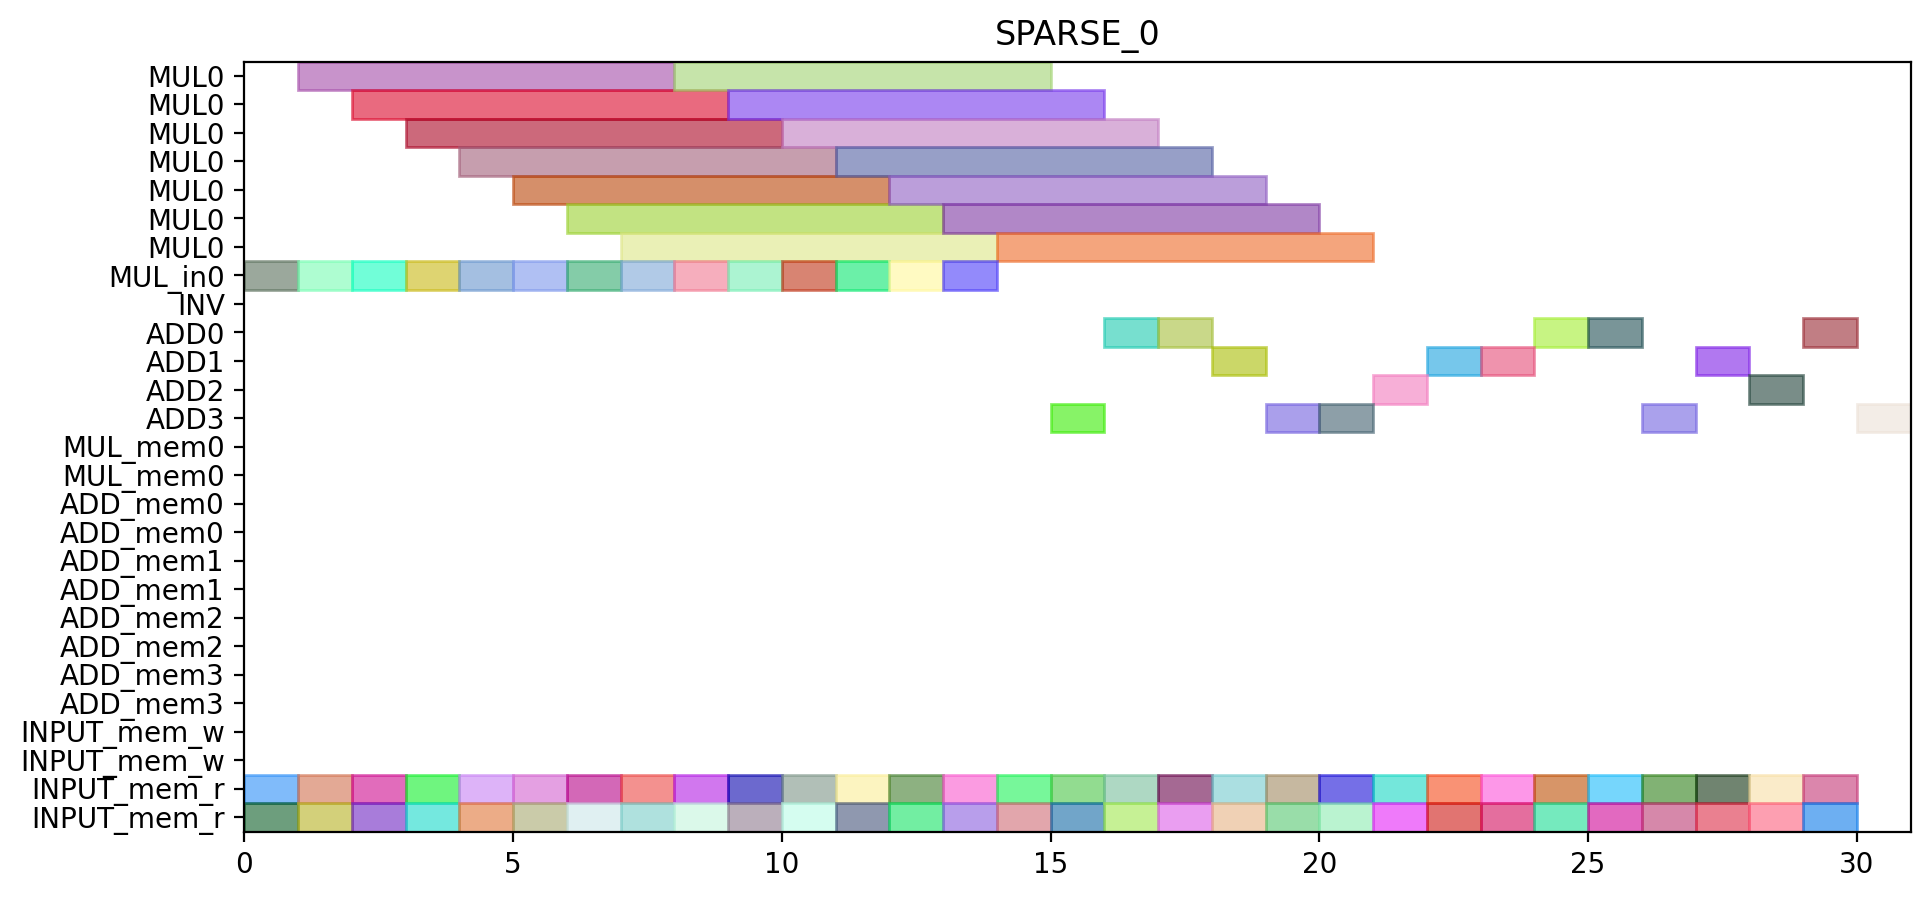 SPARSE_0
MUL0
MUL0
MUL0
MUL0
MUL0
MUL0
MUL0
MUL_in0
INV
ADD0
ADD1
ADD2
ADD3
MUL_mem0
MUL_mem0
ADD_mem0
ADD_mem0
ADD_mem1
ADD_mem1
ADD_mem2
ADD_mem2
ADD_mem3
ADD_mem3
INPUT_mem_w
INPUT_mem_w
INPUT_mem_r
INPUT_mem_r
0 5 10 15 20 25 30